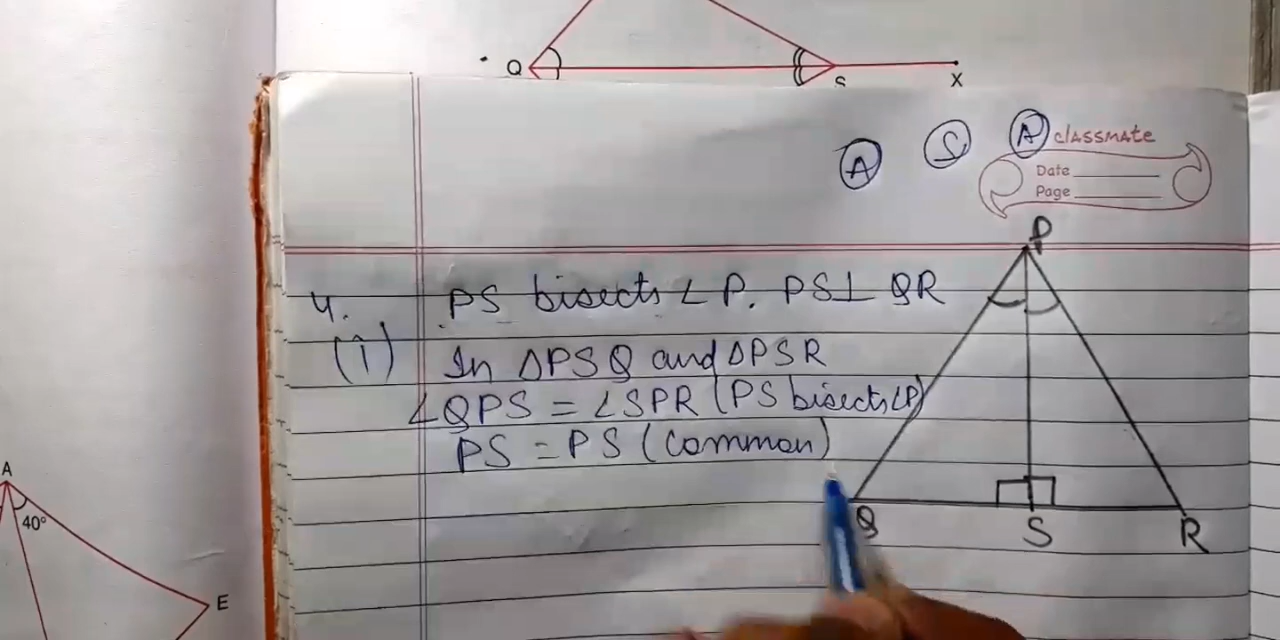 Q S X
A S A classmate
Date
Page
P
4. PS bisects ∠P. PS⊥ QR
(i) In ΔPSQ and ΔPSR
∠QPS = ∠SPR (PS bisects ∠P)
PS = PS (Common)
Q S R
A
40°
E